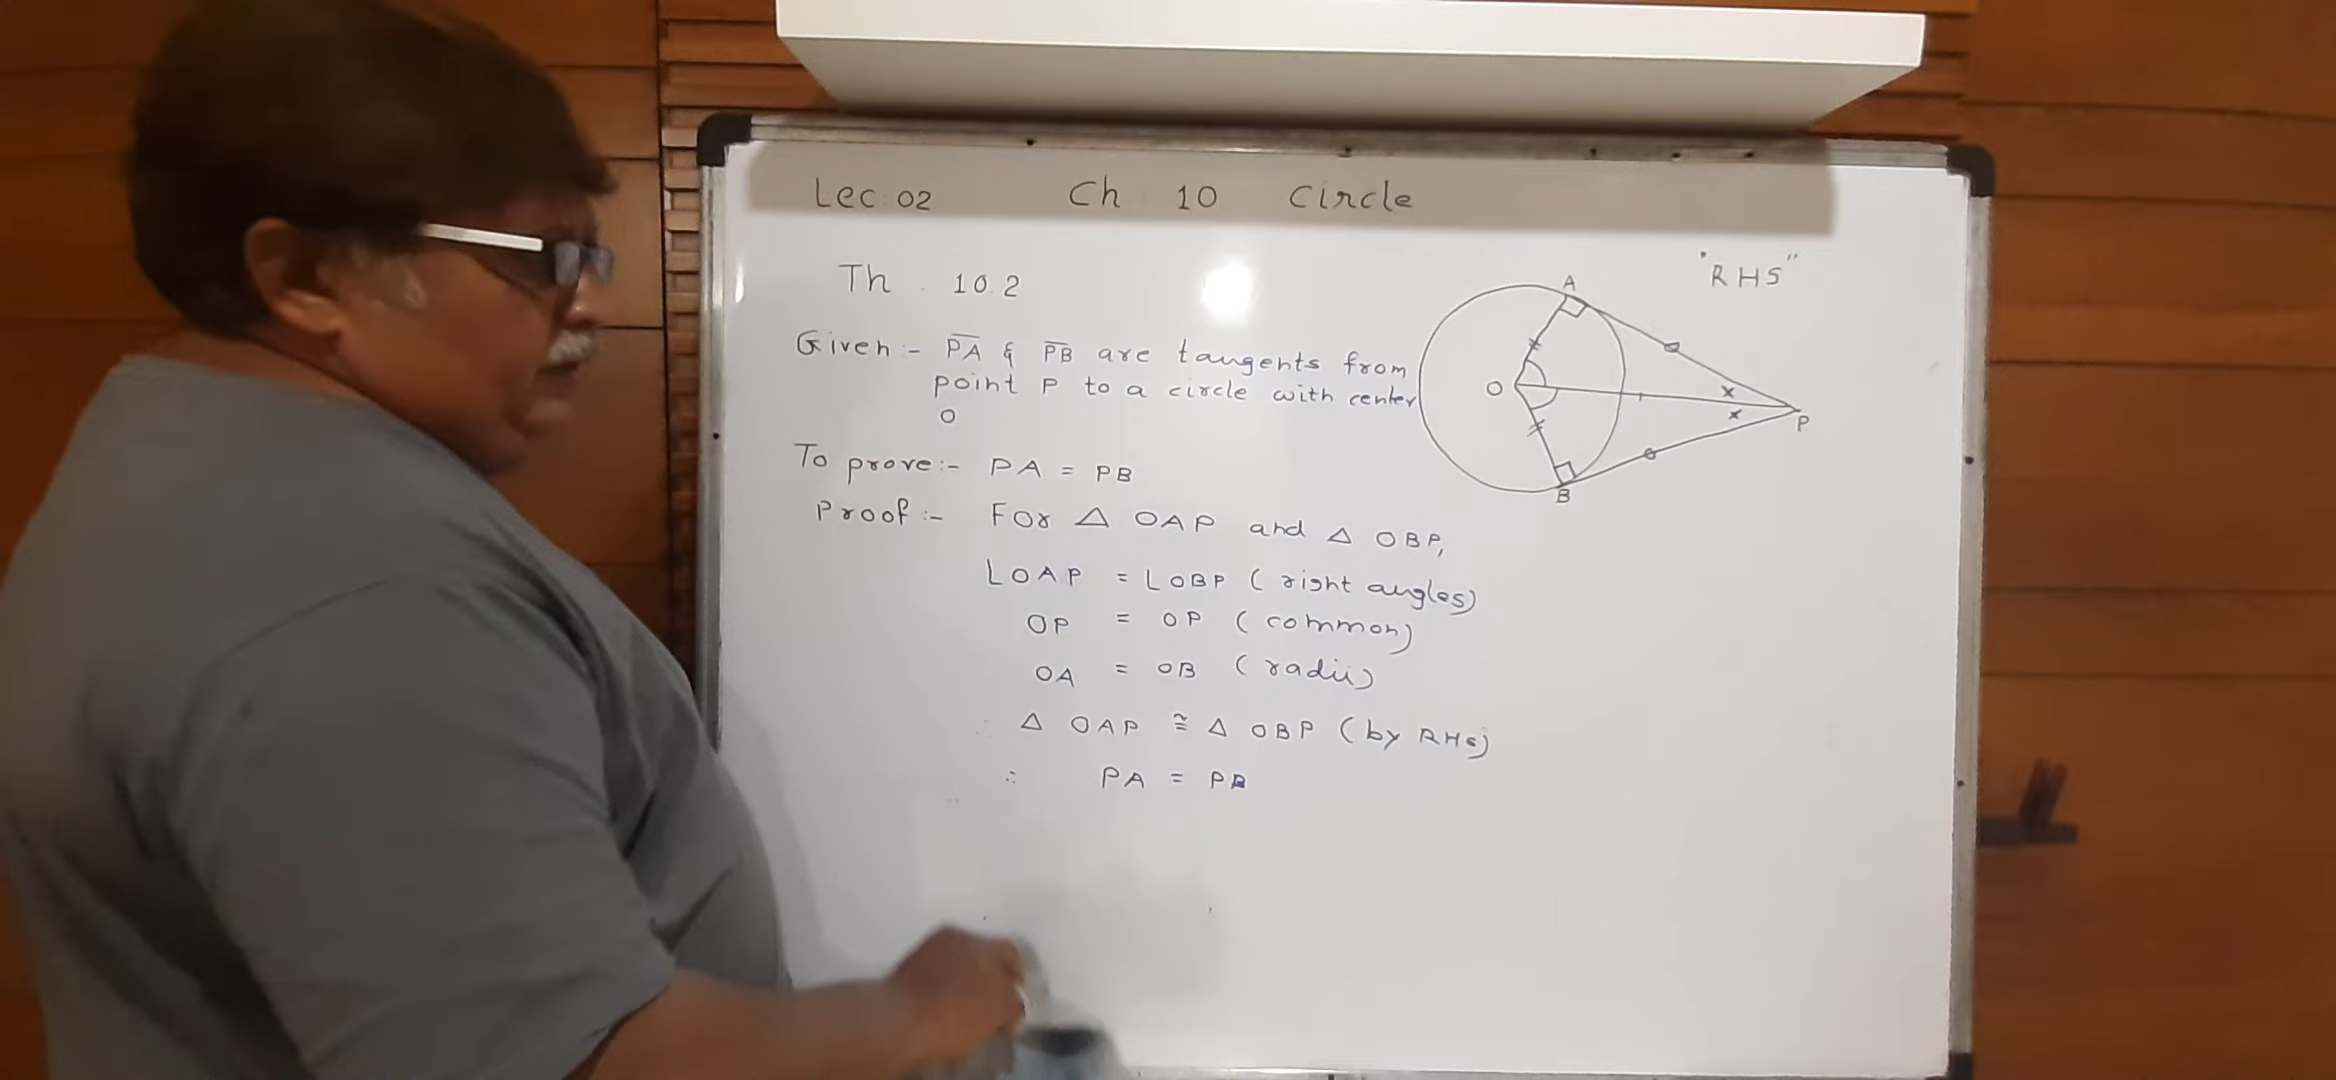 Lec 02 Ch 10 Circle
Th. 10.2
Given :- P̅A̅ & P̅B̅ are tangents from
point P to a circle with center
O
To prove :- PA = PB
Proof :- For △ OAP and △ OBP,
∠OAP = ∠OBP (right angles)
OP = OP (common)
OA = OB (radii)
△ OAP ≅ △ OBP (by RHS)
∴ PA = PB
"RHS"
A
O
P
B